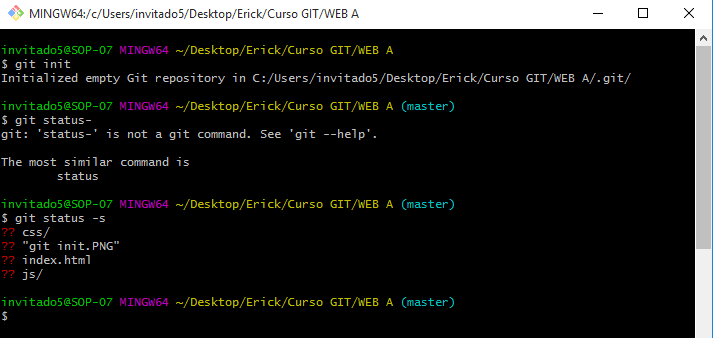 MINGW64:/c/Users/invitado5/Desktop/Erick/Curso GIT/WEB A
invitado5@SOP-07 MINGW64 ~/Desktop/Erick/Curso GIT/WEB A
$ git init
Initialized empty Git repository in C:/Users/invitado5/Desktop/Erick/Curso GIT/WEB A/.git/
invitado5@SOP-07 MINGW64 ~/Desktop/Erick/Curso GIT/WEB A (master)
$ git status-
git: 'status-' is not a git command. See 'git --help'.
The most similar command is
status
invitado5@SOP-07 MINGW64 ~/Desktop/Erick/Curso GIT/WEB A (master)
$ git status -s
?? css/
?? "git init.PNG"
?? index.html
?? js/
invitado5@SOP-07 MINGW64 ~/Desktop/Erick/Curso GIT/WEB A (master)
$